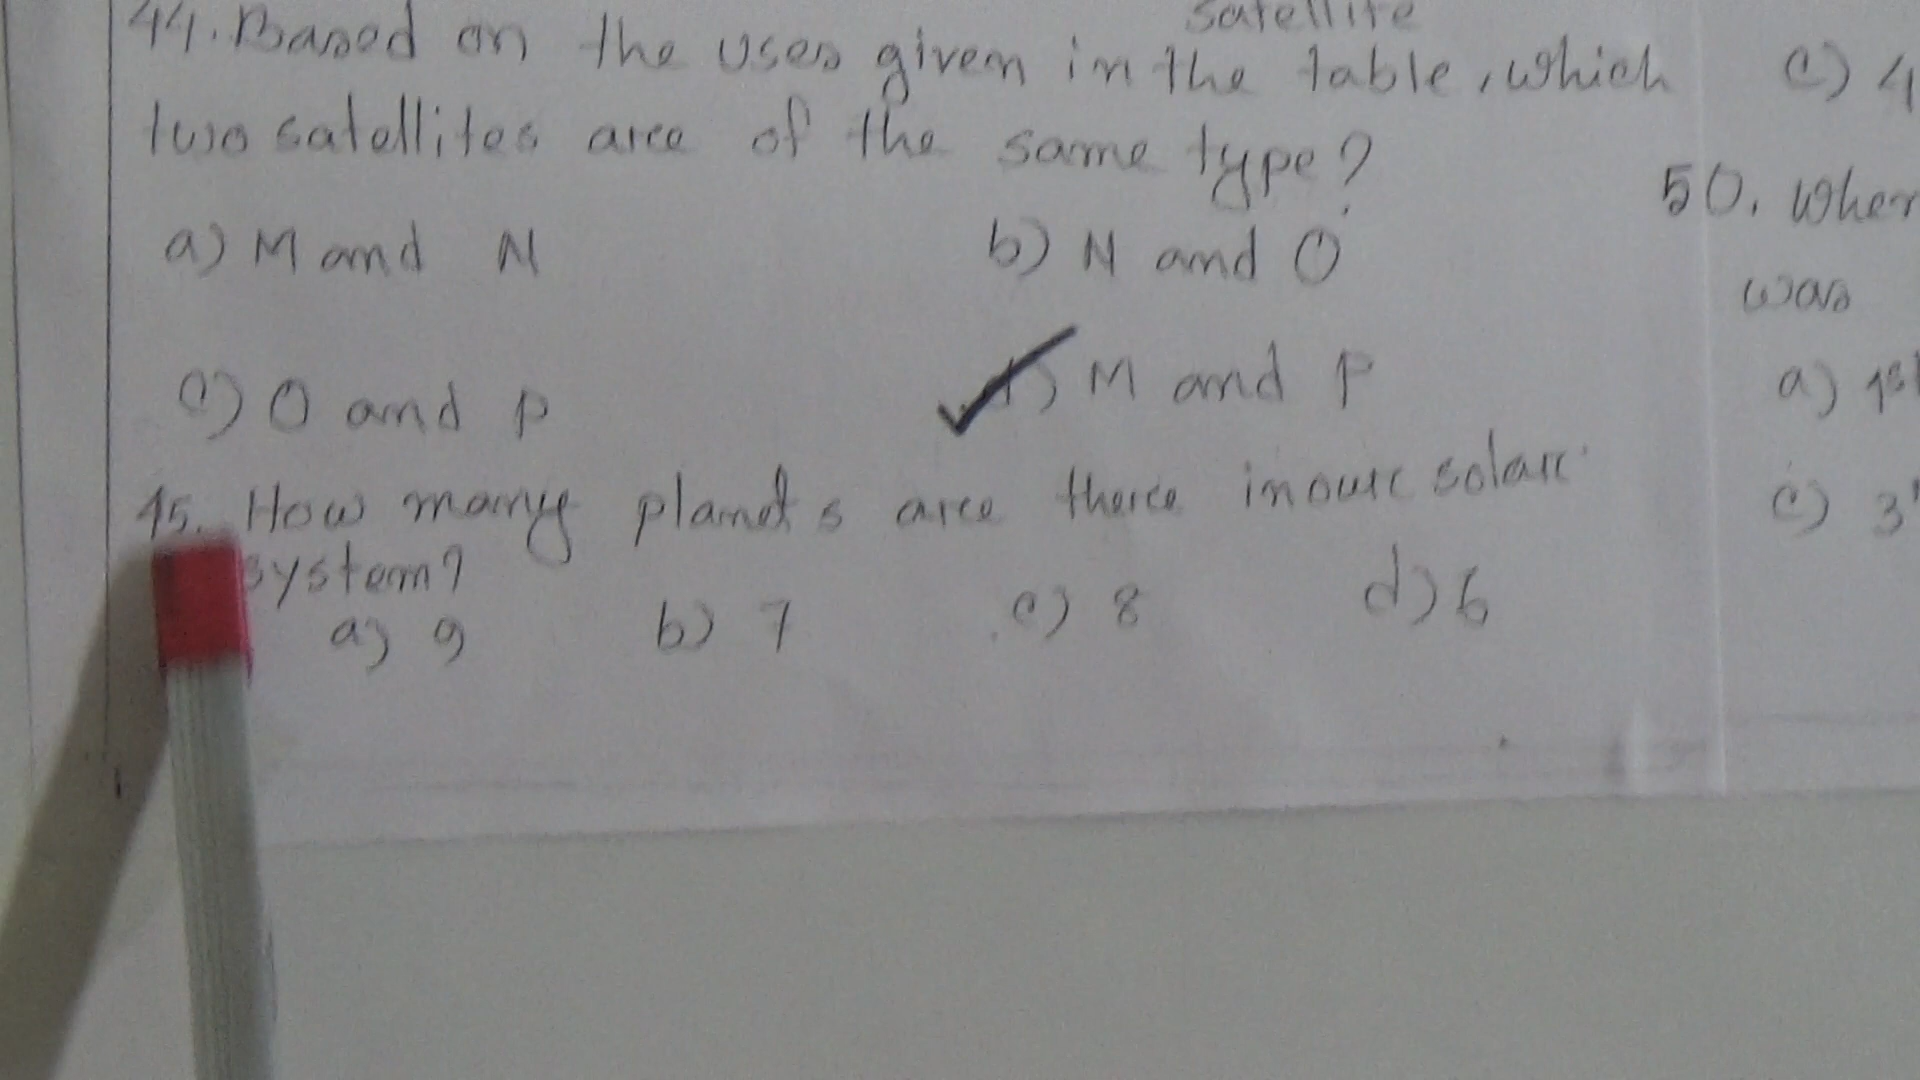 satellite
44. Based on the uses given in the table, which
two satellites are of the same type?
a) M and N
b) N and O
c) O and P
d) M and P
45. How many planets are there in our solar
system?
a) 9 b) 7 c) 8 d) 6
c) 4
50. When
was
a) 1st
c) 3